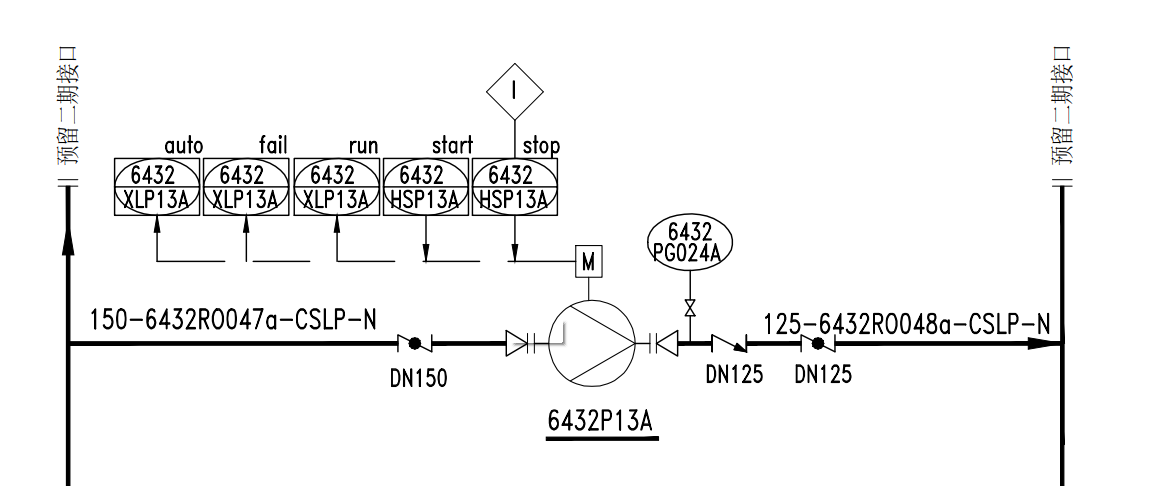 预留二期接口
预留二期接口
I
auto
fail
run
start
stop
6432
XLP13A
6432
XLP13A
6432
XLP13A
6432
HSP13A
6432
HSP13A
M
6432
PG024A
150-6432RO047a-CSLP-N
125-6432RO048a-CSLP-N
DN150
DN125
DN125
6432P13A